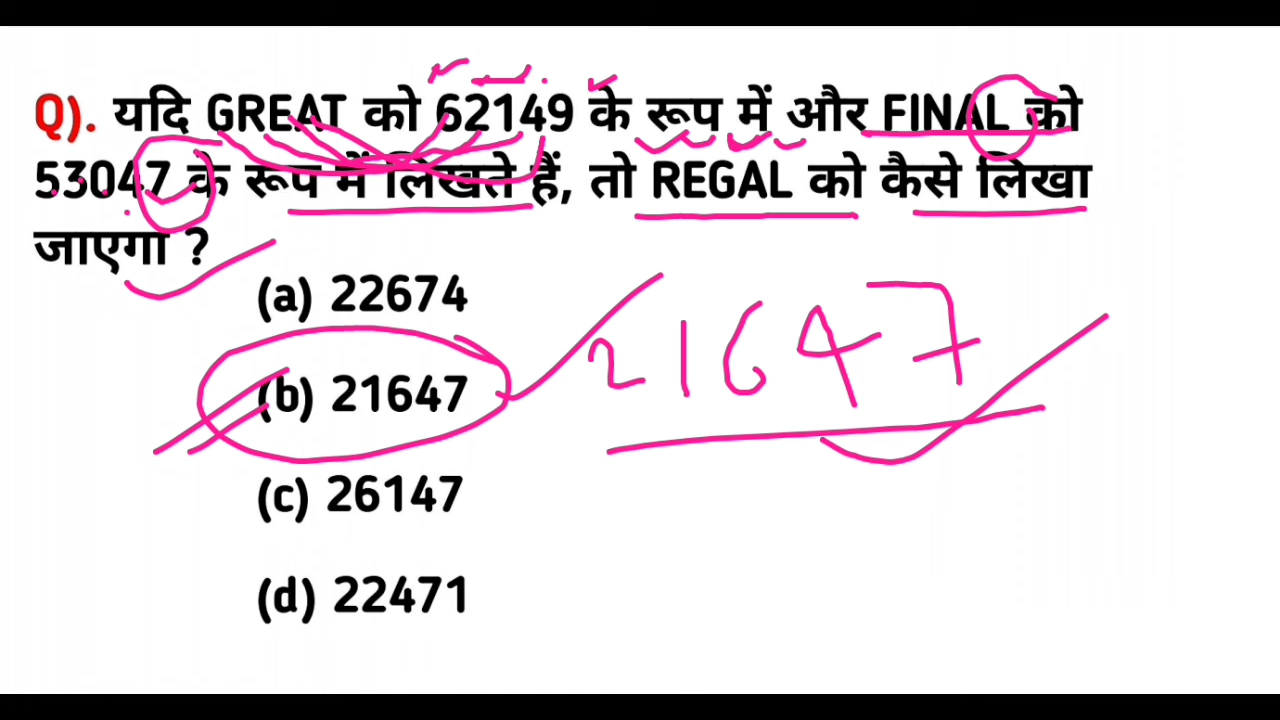 Q). यदि GREAT को 62149 के रूप में और FINAL को
53047 के रूप में लिखते हैं, तो REGAL को कैसे लिखा
जाएगा ?
(a) 22674
(b) 21647
21647
(c) 26147
(d) 22471